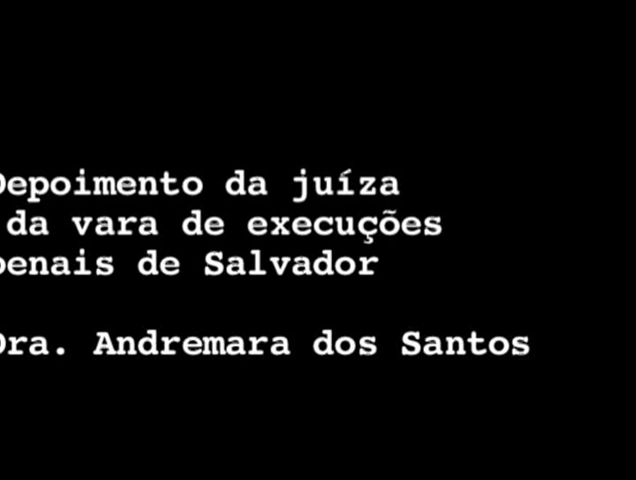 Depoimento da juíza
da vara de execuções
penais de Salvador
Dra. Andremara dos Santos